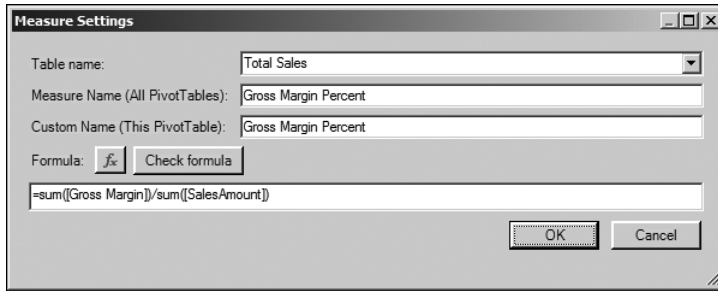 Measure Settings
Table name: Total Sales
Measure Name (All PivotTables): Gross Margin Percent
Custom Name (This PivotTable): Gross Margin Percent
Formula: fx Check formula
=sum([Gross Margin])/sum([SalesAmount])
OK Cancel